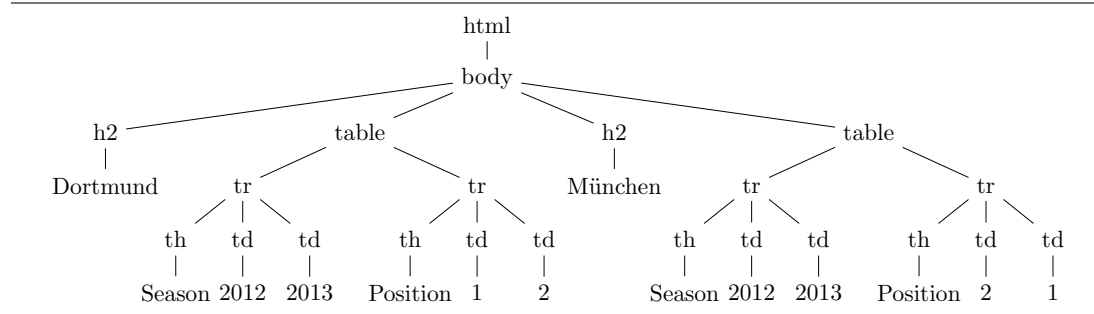 html
body
h2 table h2 table
Dortmund tr tr München tr tr
th td td th td td th td td th td td
Season 2012 2013 Position 1 2 Season 2012 2013 Position 2 1